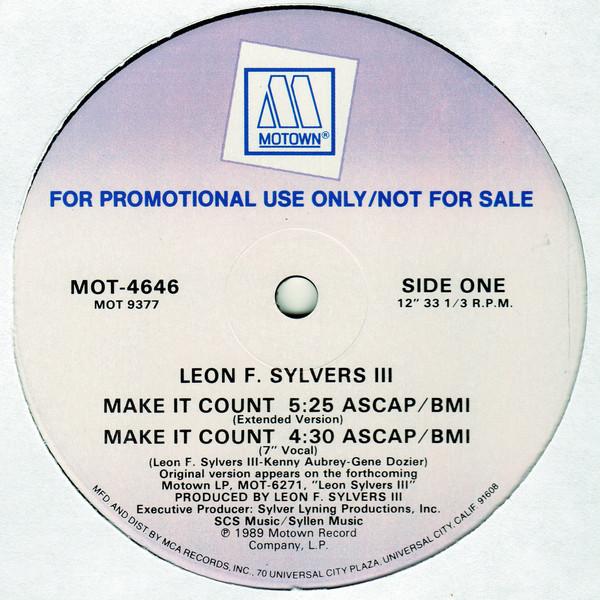 MOTOWN®
FOR PROMOTIONAL USE ONLY/NOT FOR SALE
MOT-4646
MOT 9377
SIDE ONE
12" 33 1/3 R.P.M.
LEON F. SYLVERS III
MAKE IT COUNT 5:25 ASCAP/BMI
(Extended Version)
MAKE IT COUNT 4:30 ASCAP/BMI
(7" Vocal)
(Leon F. Sylvers III-Kenny Aubrey-Gene Dozier)
Original version appears on the forthcoming
Motown LP, MOT-6271, "Leon Sylvers III"
PRODUCED BY LEON F. SYLVERS III
Executive Producer: Sylver Lyning Productions, Inc.
SCS Music/Syllen Music
℗ 1989 Motown Record
Company, L.P.
MFD AND DIST BY MCA RECORDS, INC., 70 UNIVERSAL CITY PLAZA, UNIVERSAL CITY, CALIF. 91608